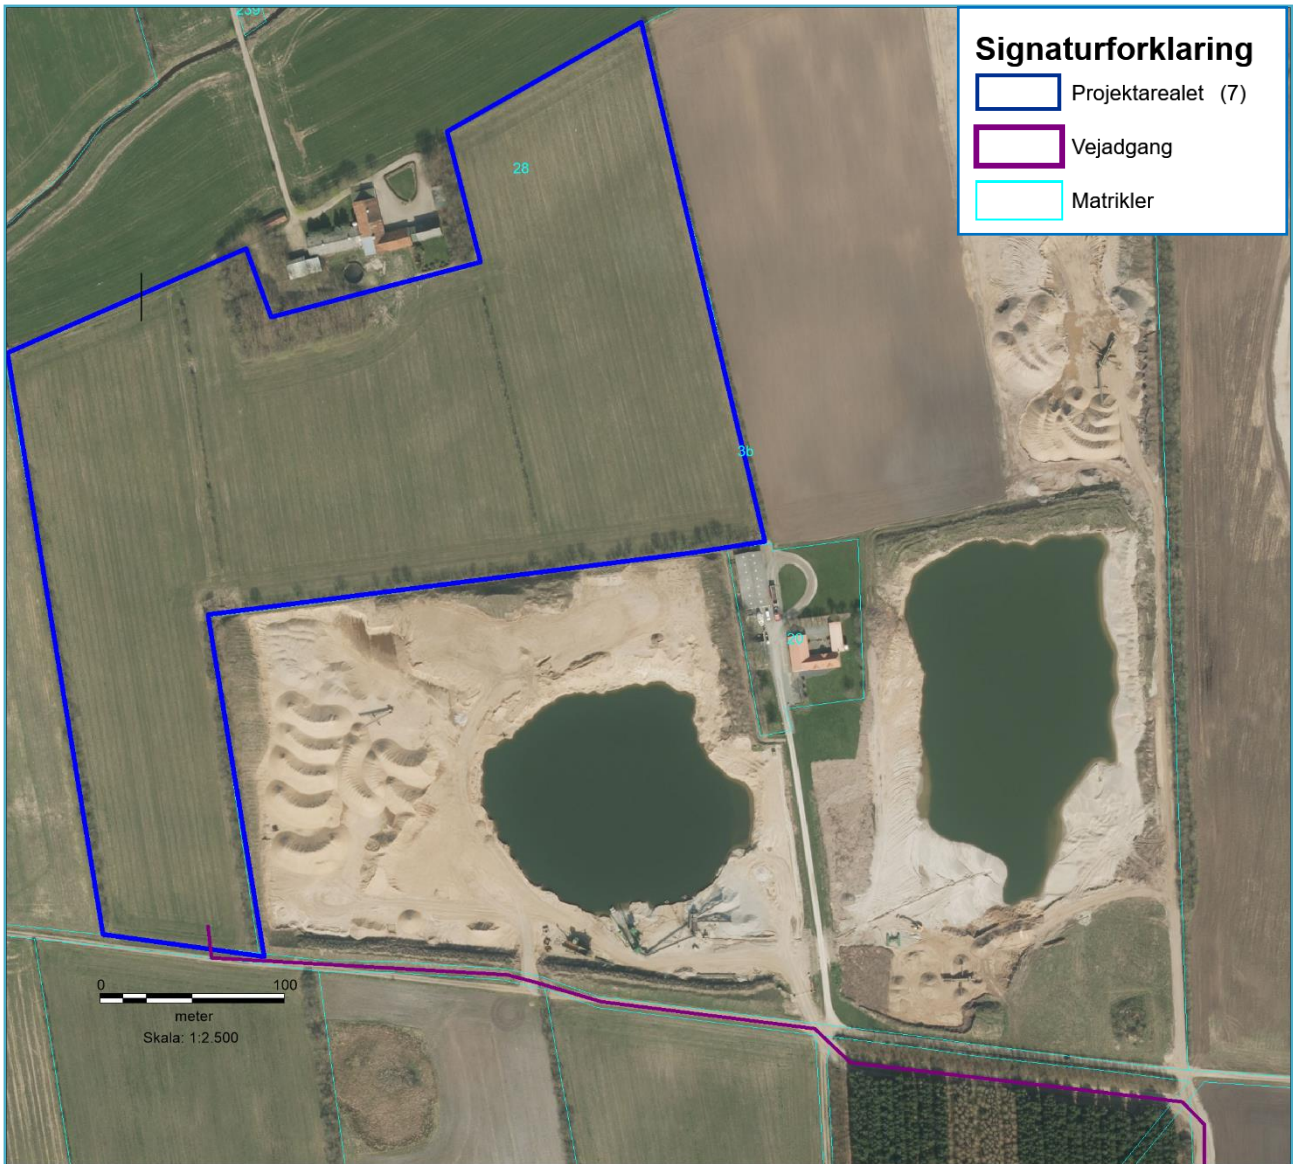 Signaturforklaring
Projektarealet (7)
Vejadgang
Matrikler
28
3b
0 100
meter
Skala: 1:2.500